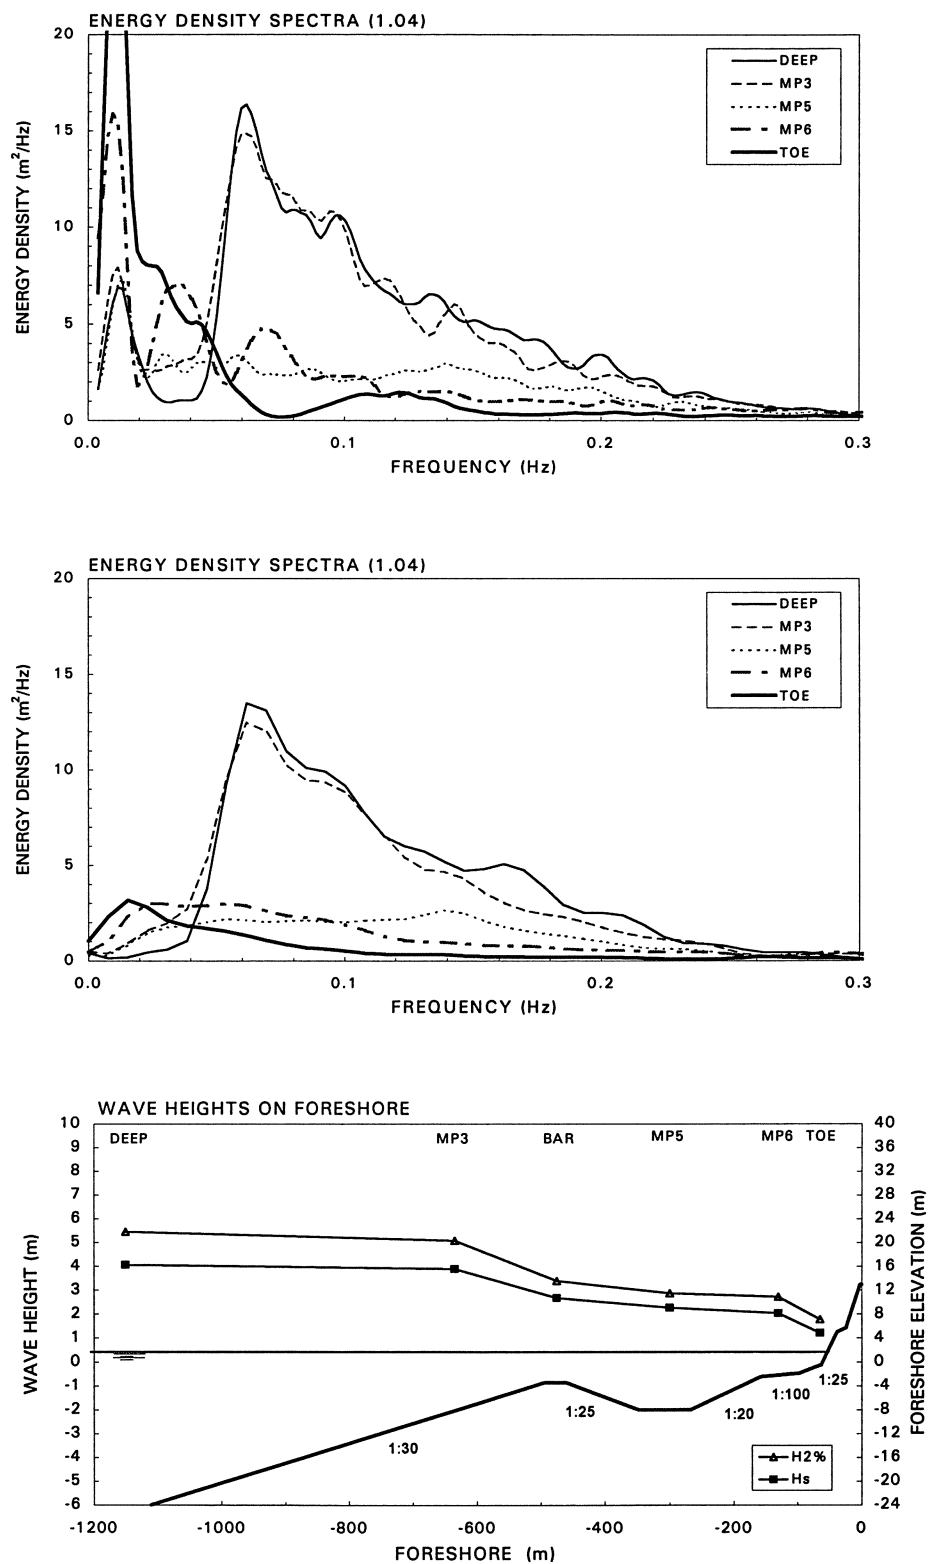 ENERGY DENSITY SPECTRA (1.04)
20
15
10
5
0
ENERGY DENSITY (m²/Hz)
DEEP
MP3
MP5
MP6
TOE
0.0 0.1 0.2 0.3
FREQUENCY (Hz)
ENERGY DENSITY SPECTRA (1.04)
20
15
10
5
0
ENERGY DENSITY (m²/Hz)
DEEP
MP3
MP5
MP6
TOE
0.0 0.1 0.2 0.3
FREQUENCY (Hz)
WAVE HEIGHTS ON FORESHORE
DEEP MP3 BAR MP5 MP6 TOE
10 40
9 36
8 32
7 28
6 24
5 20
4 16
3 12
2 8
1 4
0 0
-1 -4
-2 -8
-3 -12
-4 -16
-5 -20
-6 -24
WAVE HEIGHT (m)
FORESHORE ELEVATION (m)
1:30
1:25
1:20
1:100
1:25
H2%
Hs
-1200 -1000 -800 -600 -400 -200 0
FORESHORE (m)